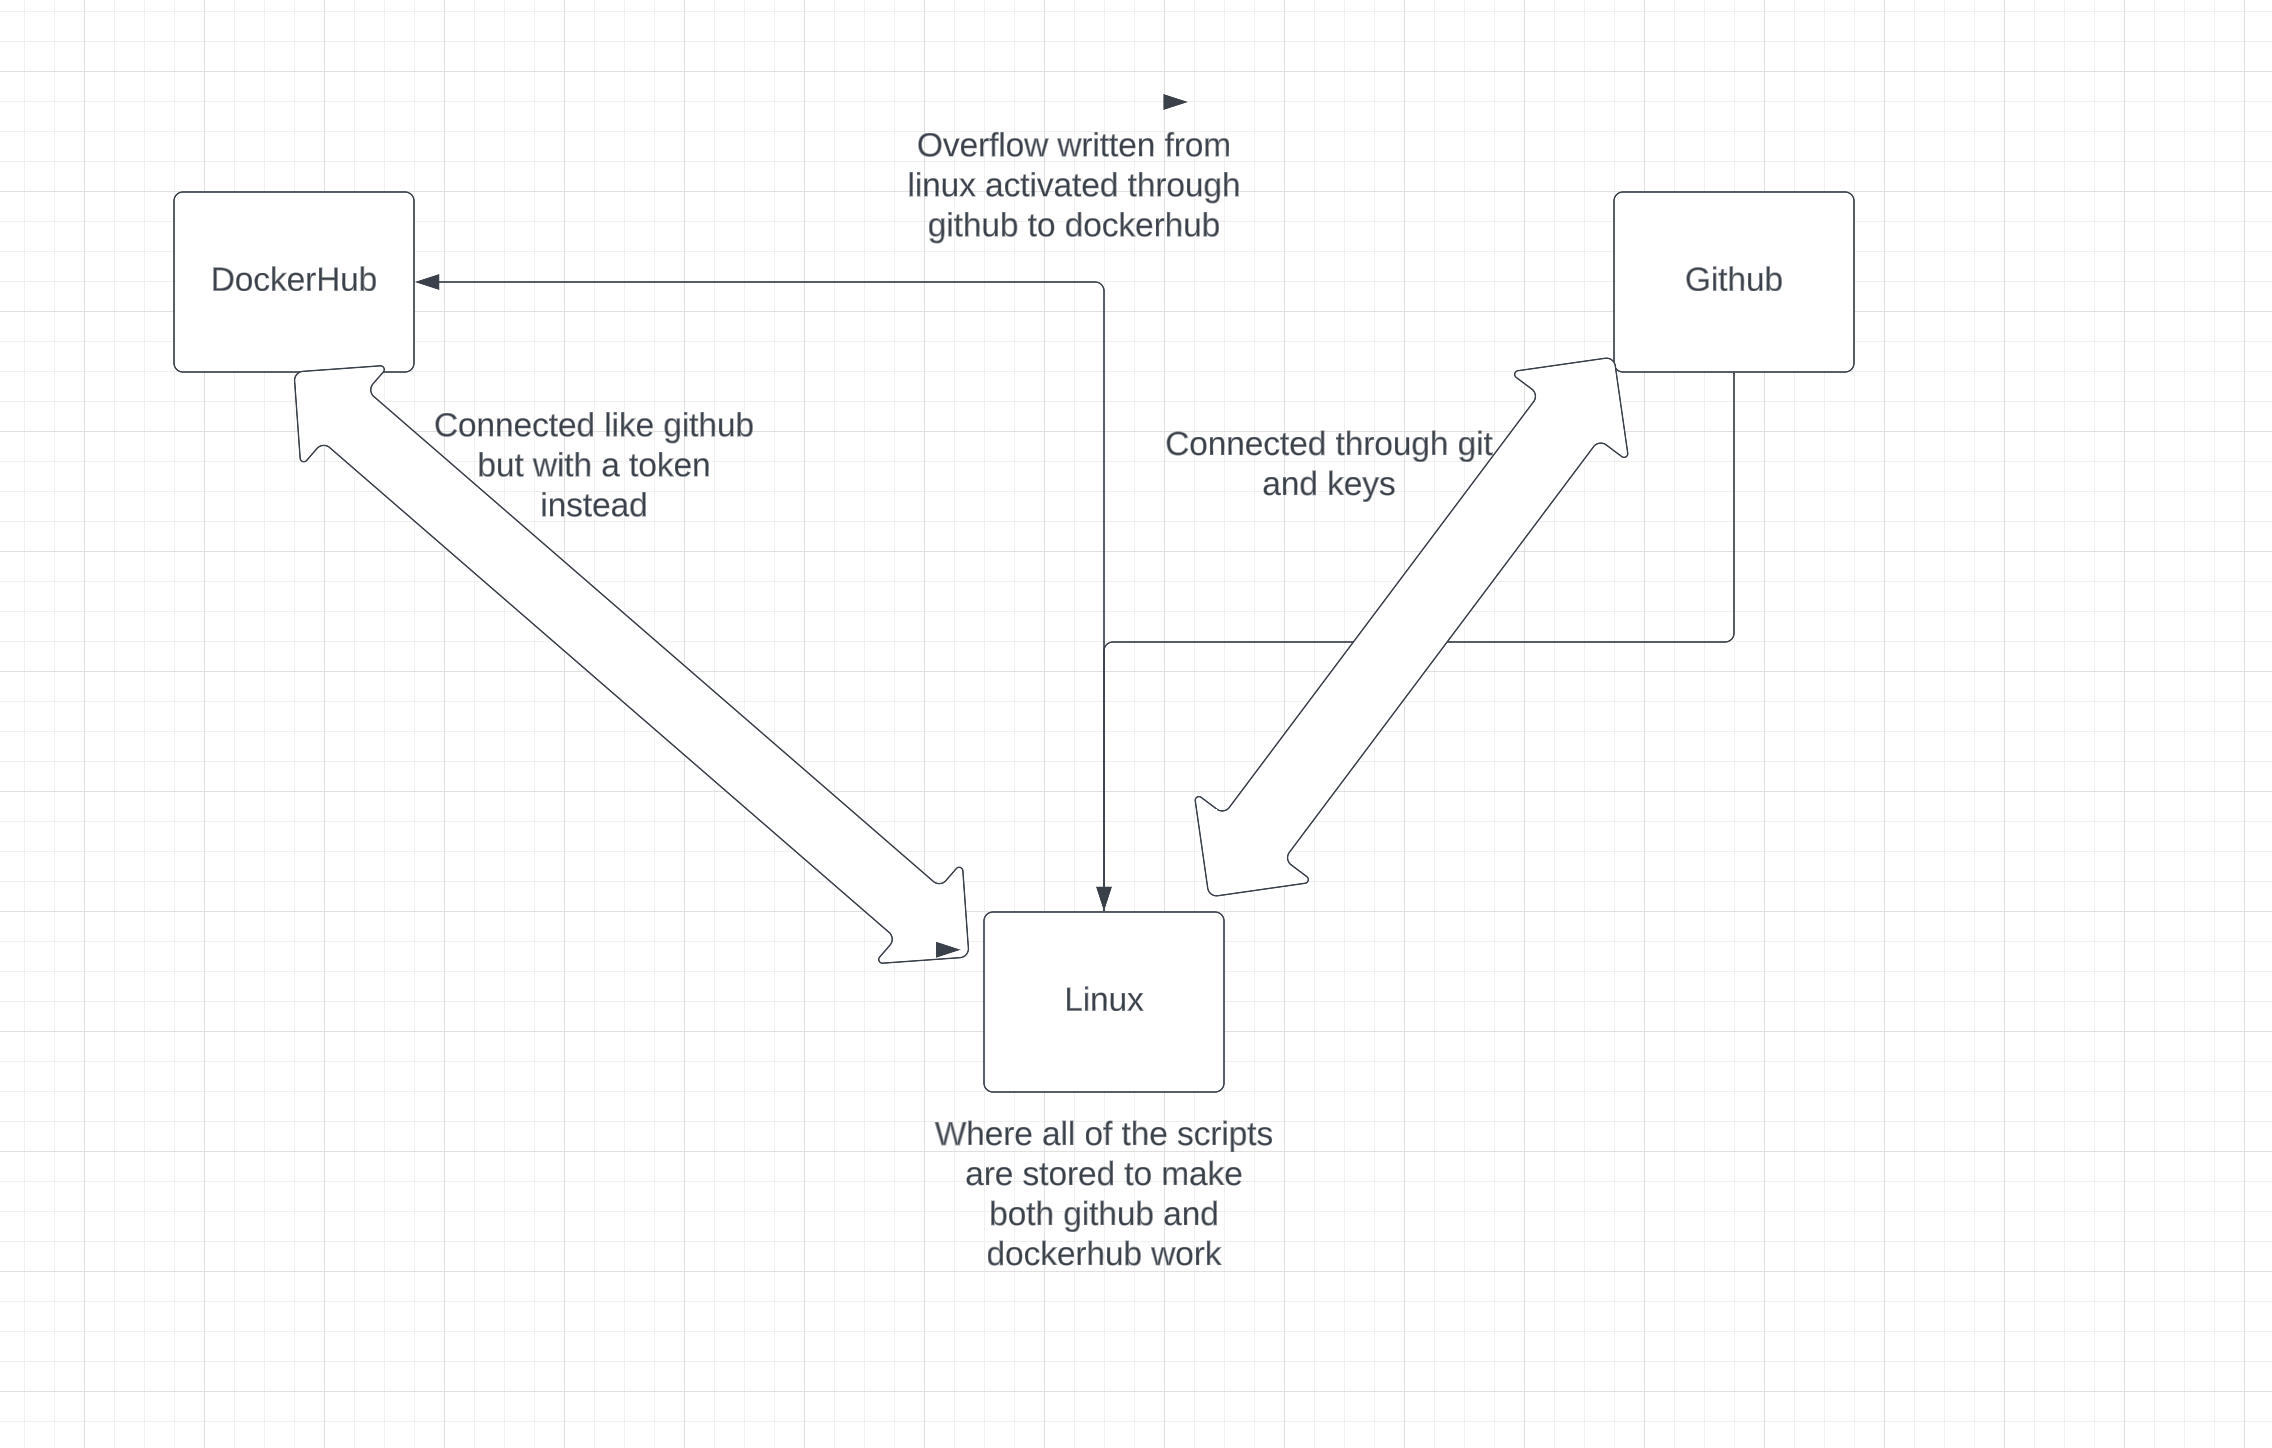 Overflow written from
linux activated through
github to dockerhub
DockerHub
Github
Connected like github
but with a token
instead
Connected through git
and keys
Linux
Where all of the scripts
are stored to make
both github and
dockerhub work